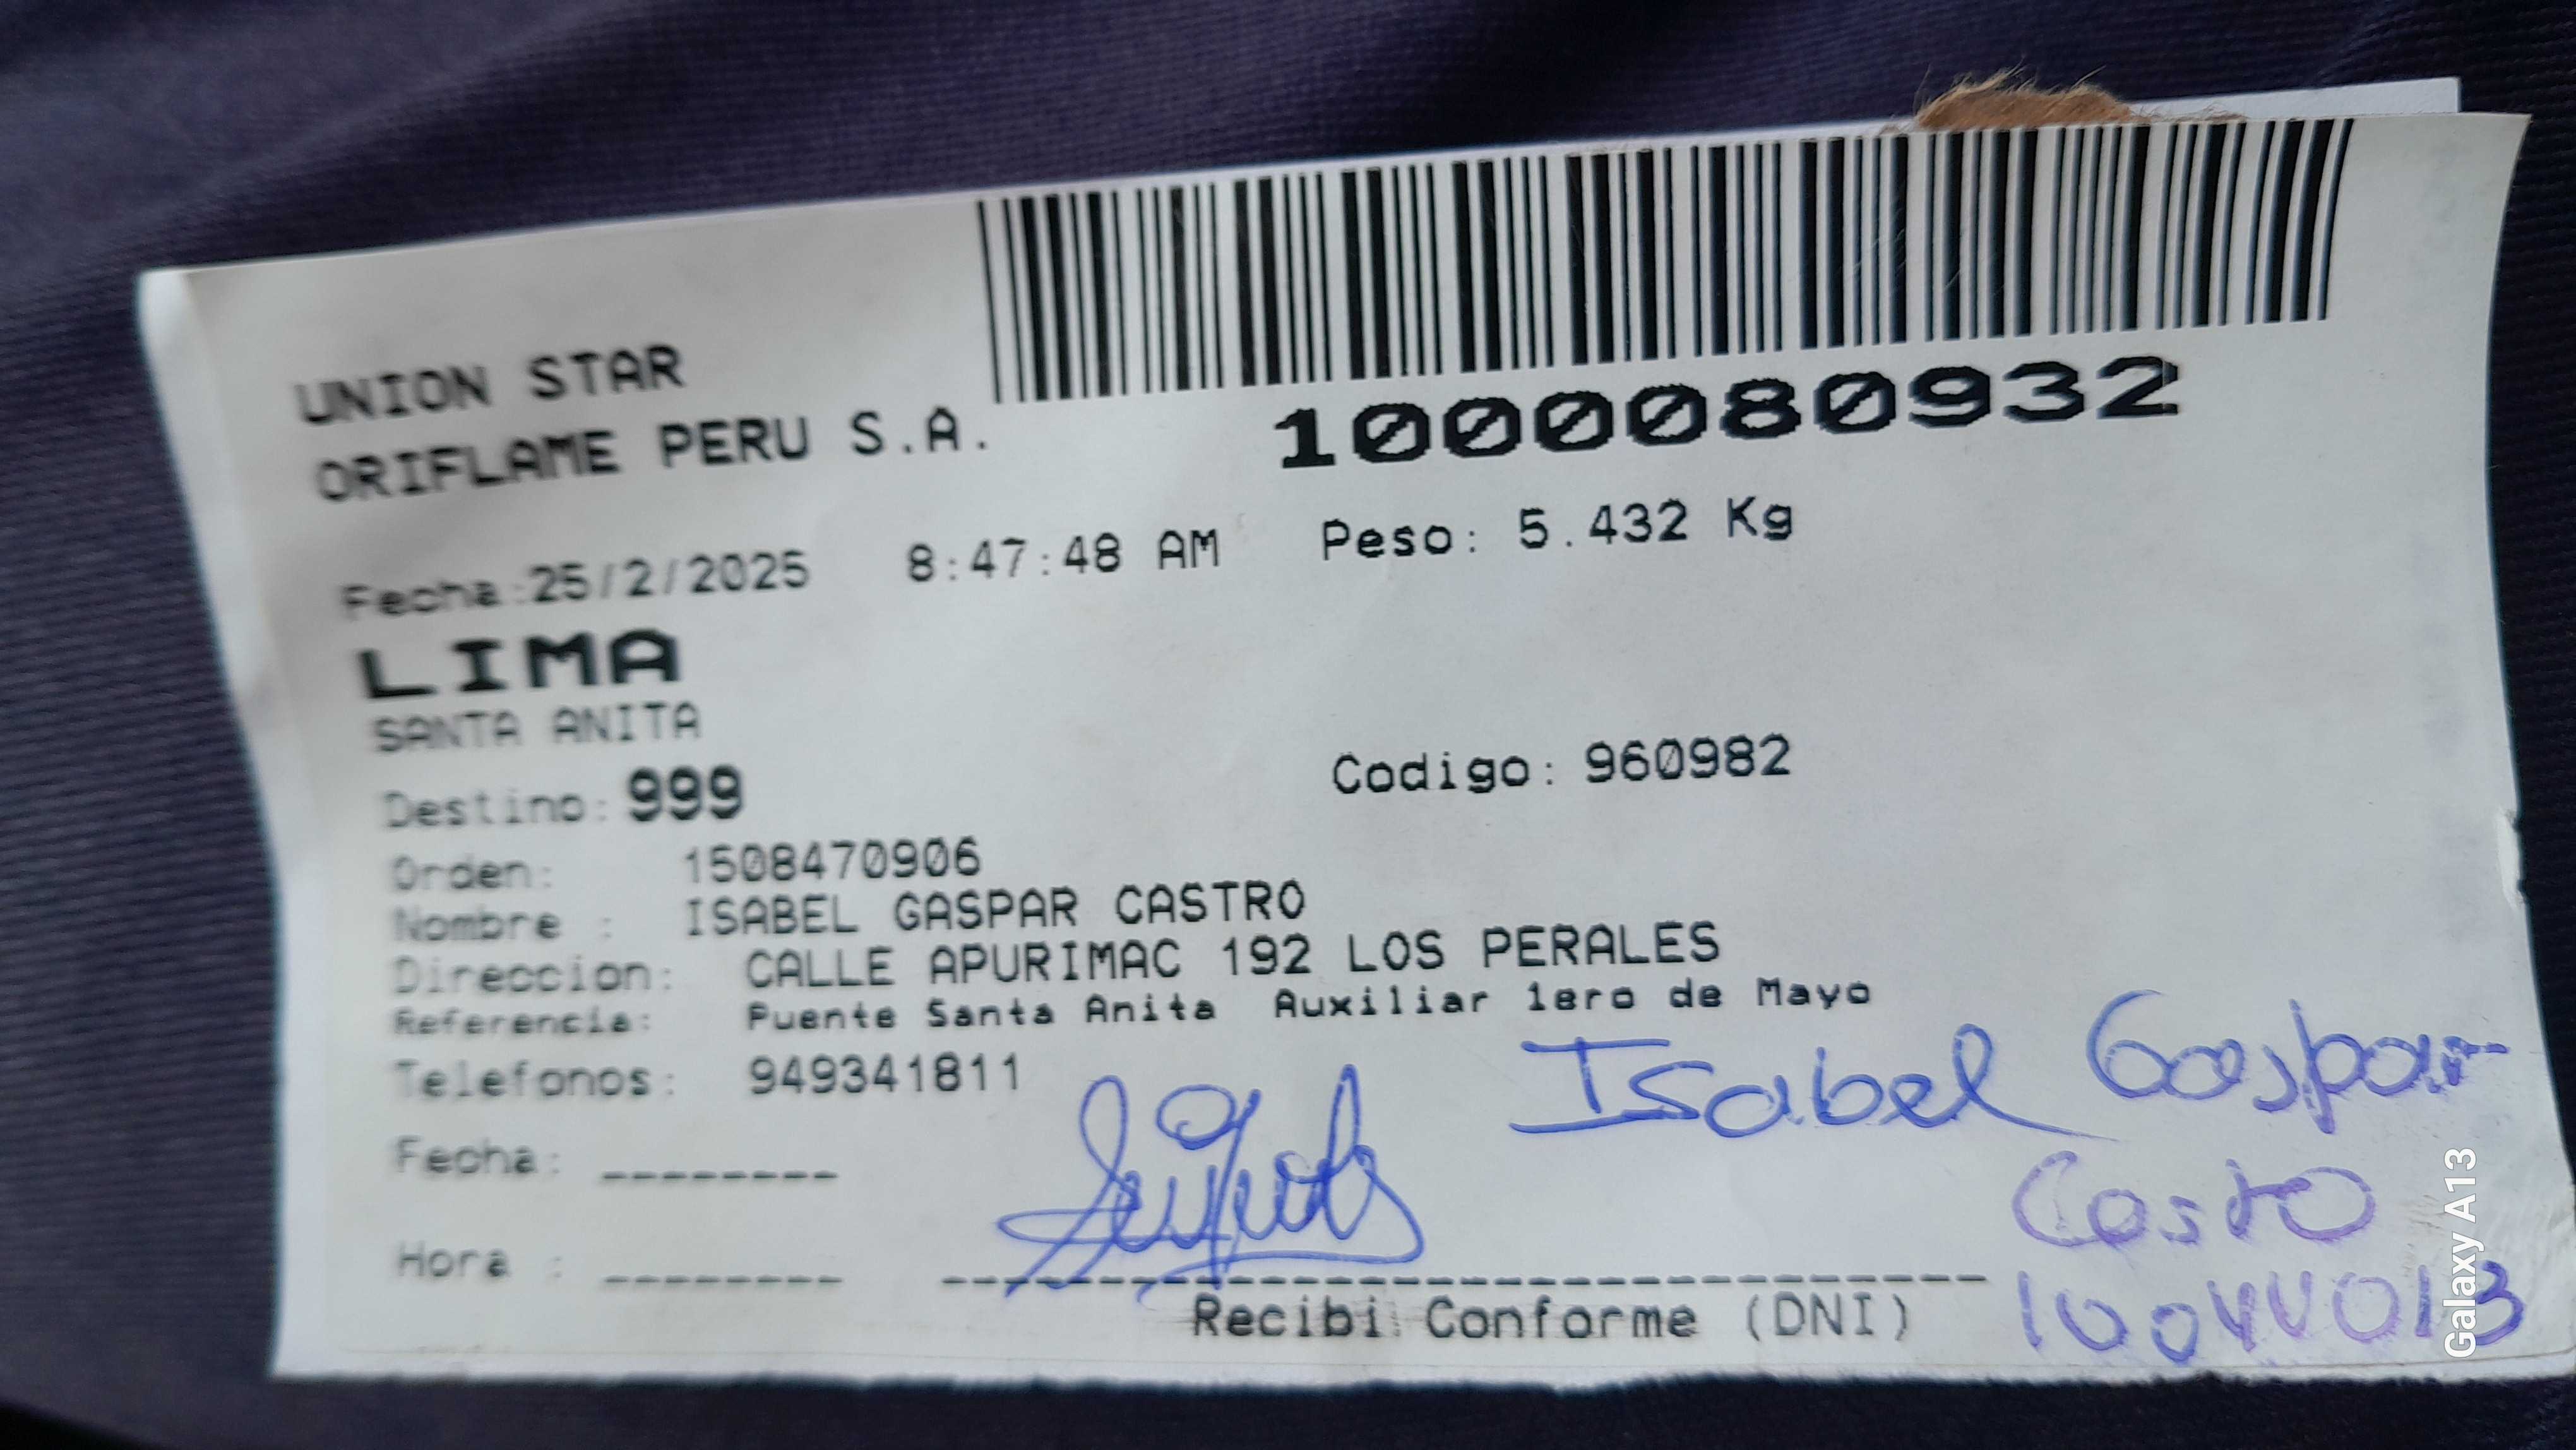 UNION STAR
ORIFLAME PERU S.A.
1000080932
Fecha:25/2/2025 8:47:48 AM Peso: 5.432 Kg
LIMA
SANTA ANITA
Destino: 999 Codigo: 960982
Orden: 1508470906
Nombre : ISABEL GASPAR CASTRO
Direccion: CALLE APURIMAC 192 LOS PERALES
Referencia: Puente Santa Anita Auxiliar 1ero de Mayo
Telefonos: 949341811
Isabel Gaspar
Castro
Fecha: --------
Hora : --------
Recibi Conforme (DNI)
Galaxy A13